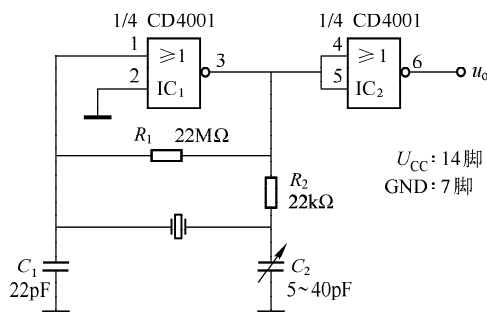 1/4 CD4001
1/4 CD4001
1
≥1
3
2
IC₁
4
≥1
6
5
IC₂
u₀
R₁ 22MΩ
U_CC:14脚
GND:7脚
R₂
22kΩ
C₁
22pF
C₂
5~40pF